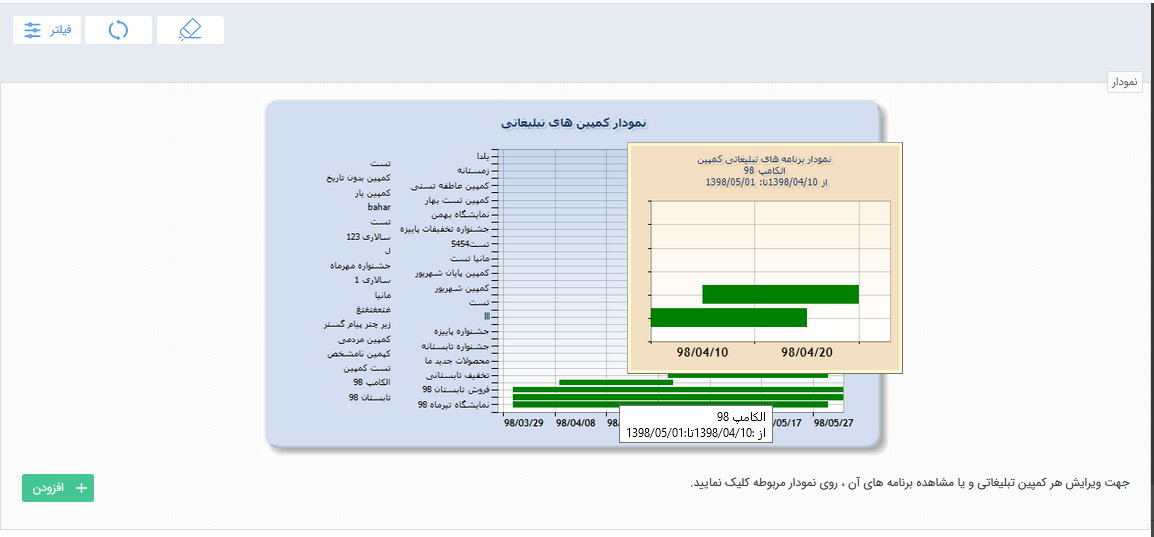 فیلتر
نمودار
نمودار کمپین های تبلیغاتی
یلدا
تست
زمستانه
کمپین بدون تاریخ
کمپین عاطفه تستی
کمپین یار
کمپین تست بهار
bahar
نمایشگاه بهمن
تست
جشنواره تخفیفات پاییزه
سالاری 123
تست5454
ل
مانیا تست
جشنواره مهرماه
کمپین پایان شهریور
سالاری 1
کمپین شهریور
مانیا
تست
غتعغتغتغ
lll
زیر چتر پیام گستر
جشنواره پاییزه
کمپین مردمی
جشنواره تابستانه
کپمین نامشخص
محصولات جدید ما
تست کمپین
تخفیف تابستانی
الکامپ 98
فروش تابستان 98
تابستان 98
نمایشگاه تیرماه 98
98/03/29 98/04/08 98/ /05/17 98/05/27
نمودار برنامه های تبلیغاتی کمپین
الکامپ 98
از 1398/04/10تا: 1398/05/01
98/04/10 98/04/20
الکامپ 98
از :1398/04/10تا:1398/05/01
جهت ویرایش هر کمپین تبلیغاتی و یا مشاهده برنامه های آن ، روی نمودار مربوطه کلیک نمایید.
+ افزودن